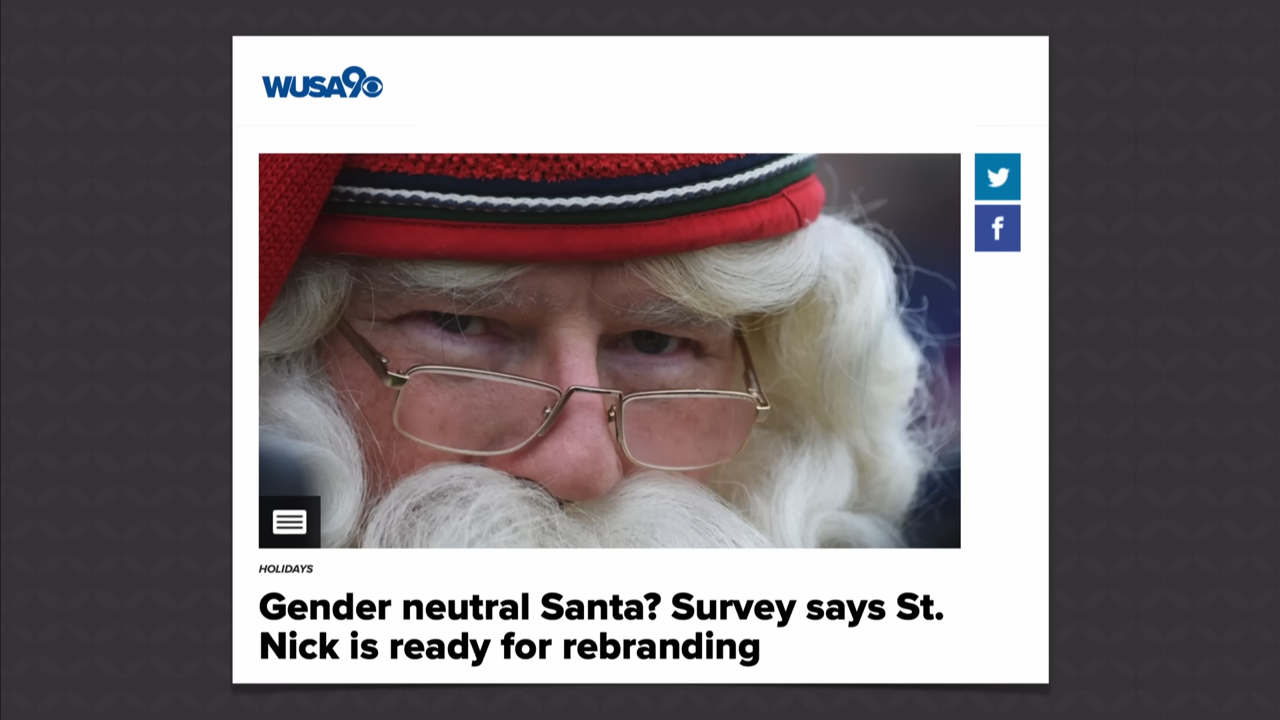 WUSA9
HOLIDAYS
Gender neutral Santa? Survey says St.
Nick is ready for rebranding